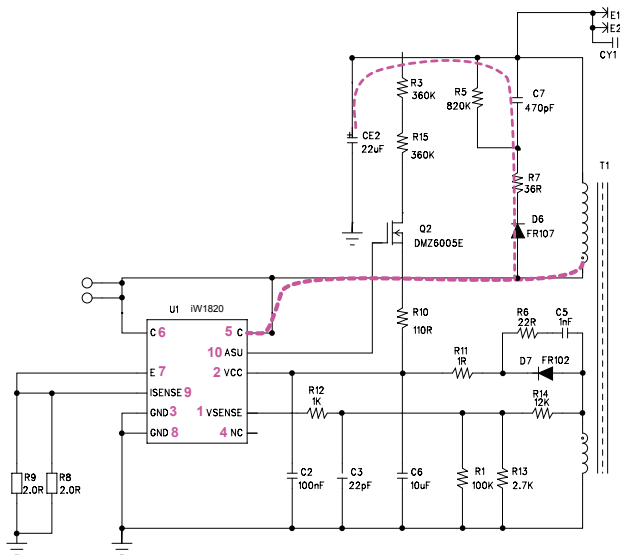 E1
E2
CY1
R3
360K
R5
820K
C7
470pF
CE2
22uF
R15
360K
T1
R7
36R
Q2
DMZ6005E
D6
FR107
U1 iW1820
C 6
5 C
10 ASU
E 7
2 VCC
ISENSE 9
GND 3
1 VSENSE
GND 8
4 NC
R10
110R
R6
22R
C5
1nF
R11
1R
D7 FR102
R12
1K
R14
12K
R9
2.0R
R8
2.0R
C2
100nF
C3
22pF
C6
10uF
R1
100K
R13
2.7K